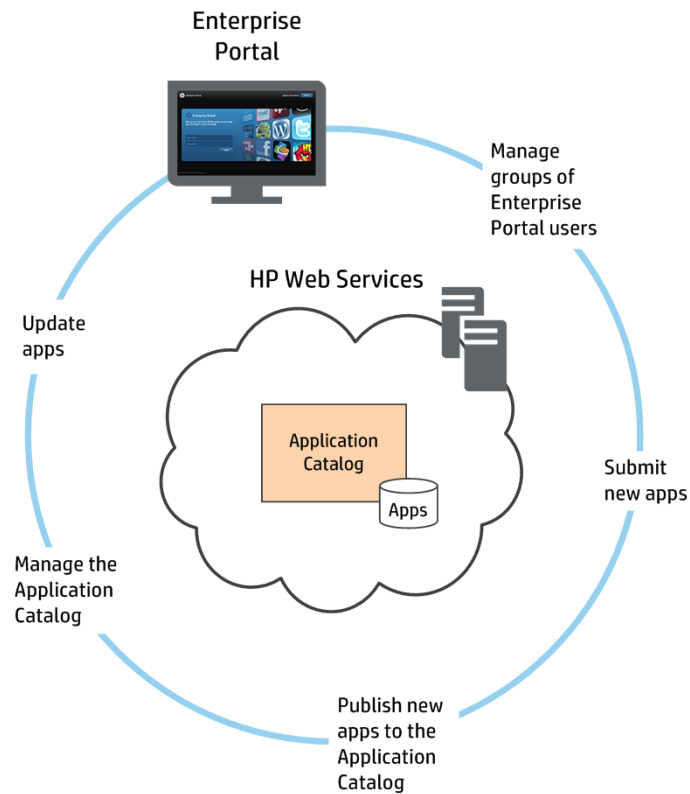 Enterprise
Portal
Manage
groups of
Enterprise
Portal users
HP Web Services
Update
apps
Application
Catalog
Apps
Submit
new apps
Manage the
Application
Catalog
Publish new
apps to the
Application
Catalog